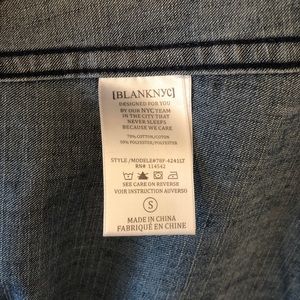 [BLANKNYC]
DESIGNED FOR YOU
BY OUR NYC TEAM
IN THE CITY THAT
NEVER SLEEPS
BECAUSE WE CARE
70% COTTON/COTON
30% POLYESTER/POLYESTER
STYLE/MODELE#78F-4241LT
RN# 114542
SEE CARE ON REVERSE
VOIR INSTRUCTION AUVERSO
S
MADE IN CHINA
FABRIQUÉ EN CHINE